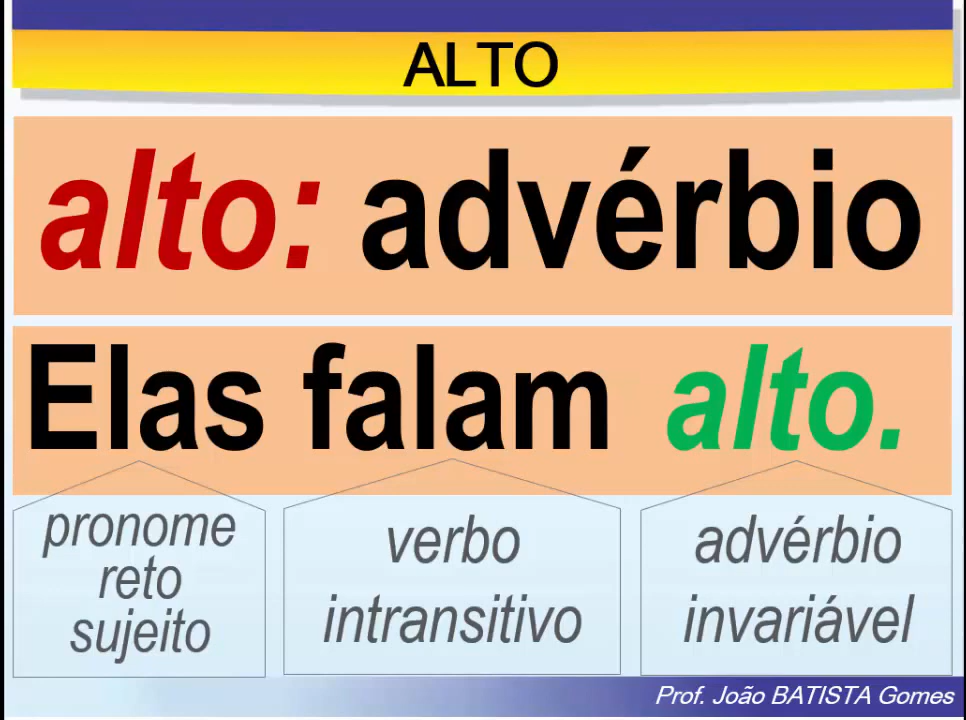 ALTO
alto: advérbio
Elas falam alto.
pronome
reto
sujeito
verbo
intransitivo
advérbio
invariável
Prof. João BATISTA Gomes